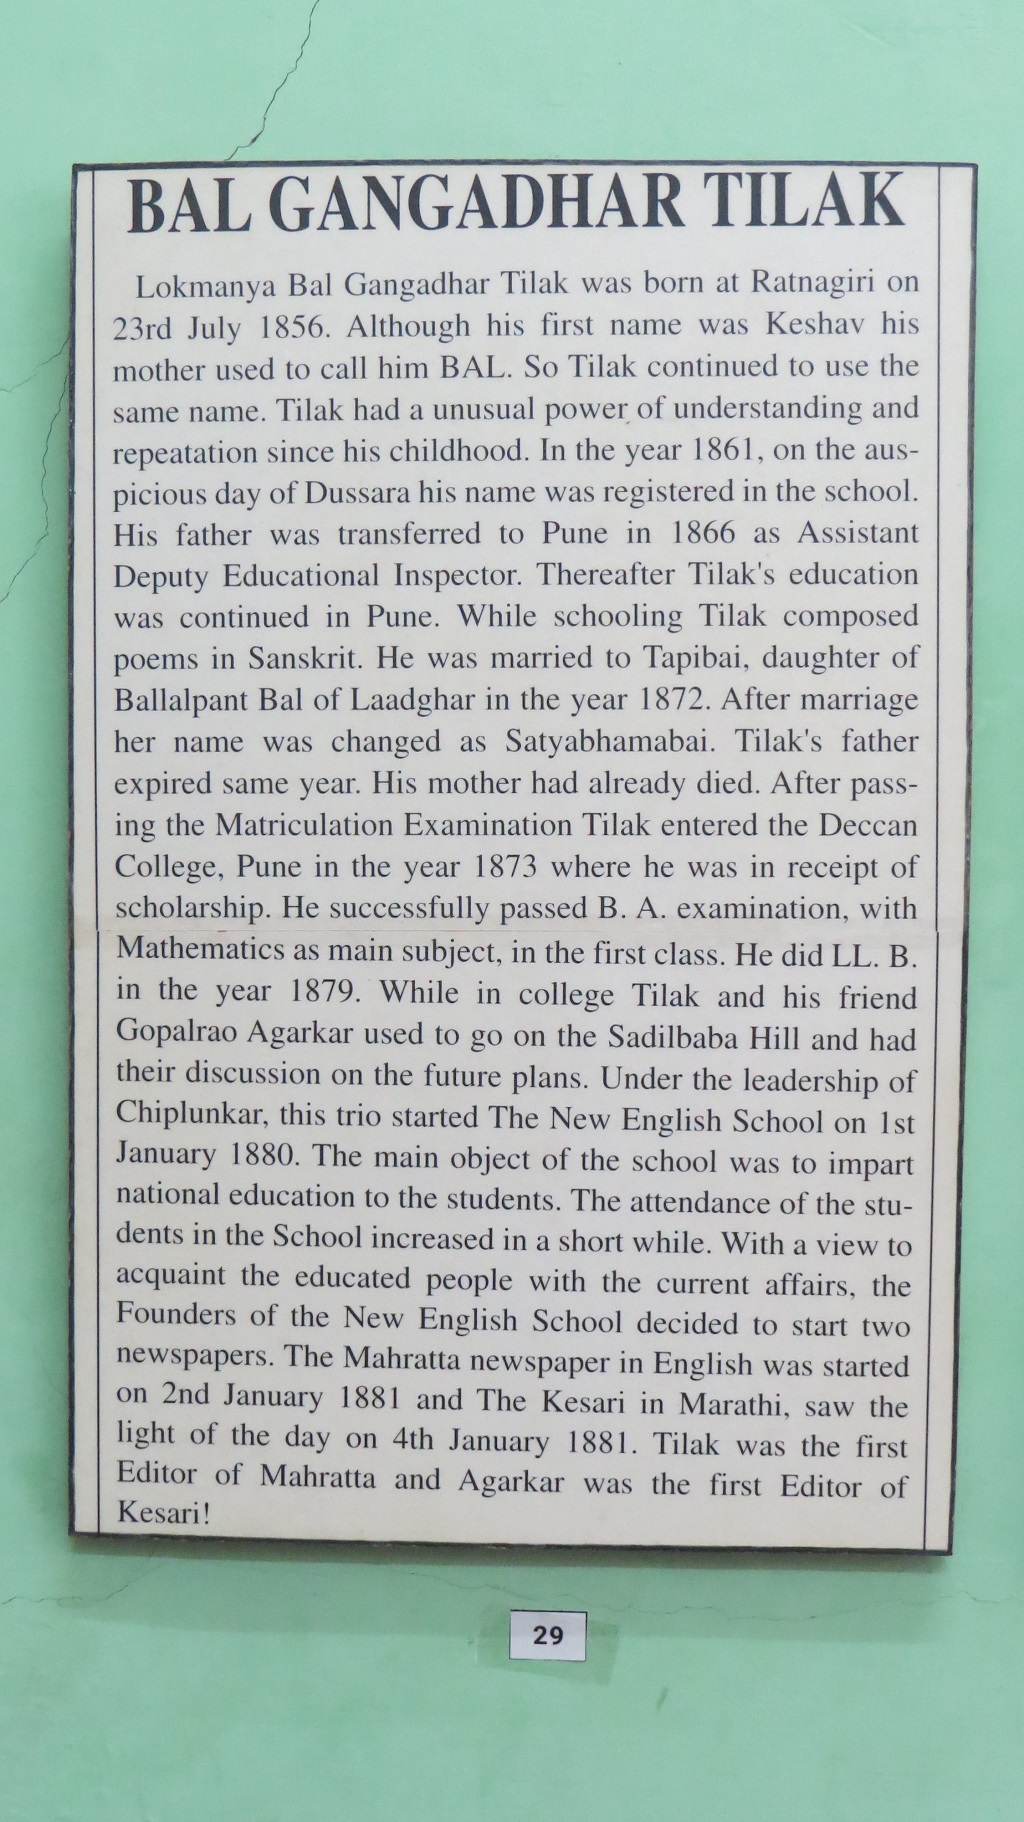 BAL GANGADHAR TILAK
Lokmanya Bal Gangadhar Tilak was born at Ratnagiri on
23rd July 1856. Although his first name was Keshav his
mother used to call him BAL. So Tilak continued to use the
same name. Tilak had a unusual power of understanding and
repeatation since his childhood. In the year 1861, on the aus-
picious day of Dussara his name was registered in the school.
His father was transferred to Pune in 1866 as Assistant
Deputy Educational Inspector. Thereafter Tilak's education
was continued in Pune. While schooling Tilak composed
poems in Sanskrit. He was married to Tapibai, daughter of
Ballalpant Bal of Laadghar in the year 1872. After marriage
her name was changed as Satyabhamabai. Tilak's father
expired same year. His mother had already died. After pass-
ing the Matriculation Examination Tilak entered the Deccan
College, Pune in the year 1873 where he was in receipt of
scholarship. He successfully passed B. A. examination, with
Mathematics as main subject, in the first class. He did LL. B.
in the year 1879. While in college Tilak and his friend
Gopalrao Agarkar used to go on the Sadilbaba Hill and had
their discussion on the future plans. Under the leadership of
Chiplunkar, this trio started The New English School on 1st
January 1880. The main object of the school was to impart
national education to the students. The attendance of the stu-
dents in the School increased in a short while. With a view to
acquaint the educated people with the current affairs, the
Founders of the New English School decided to start two
newspapers. The Mahratta newspaper in English was started
on 2nd January 1881 and The Kesari in Marathi, saw the
light of the day on 4th January 1881. Tilak was the first
Editor of Mahratta and Agarkar was the first Editor of
Kesari!
29